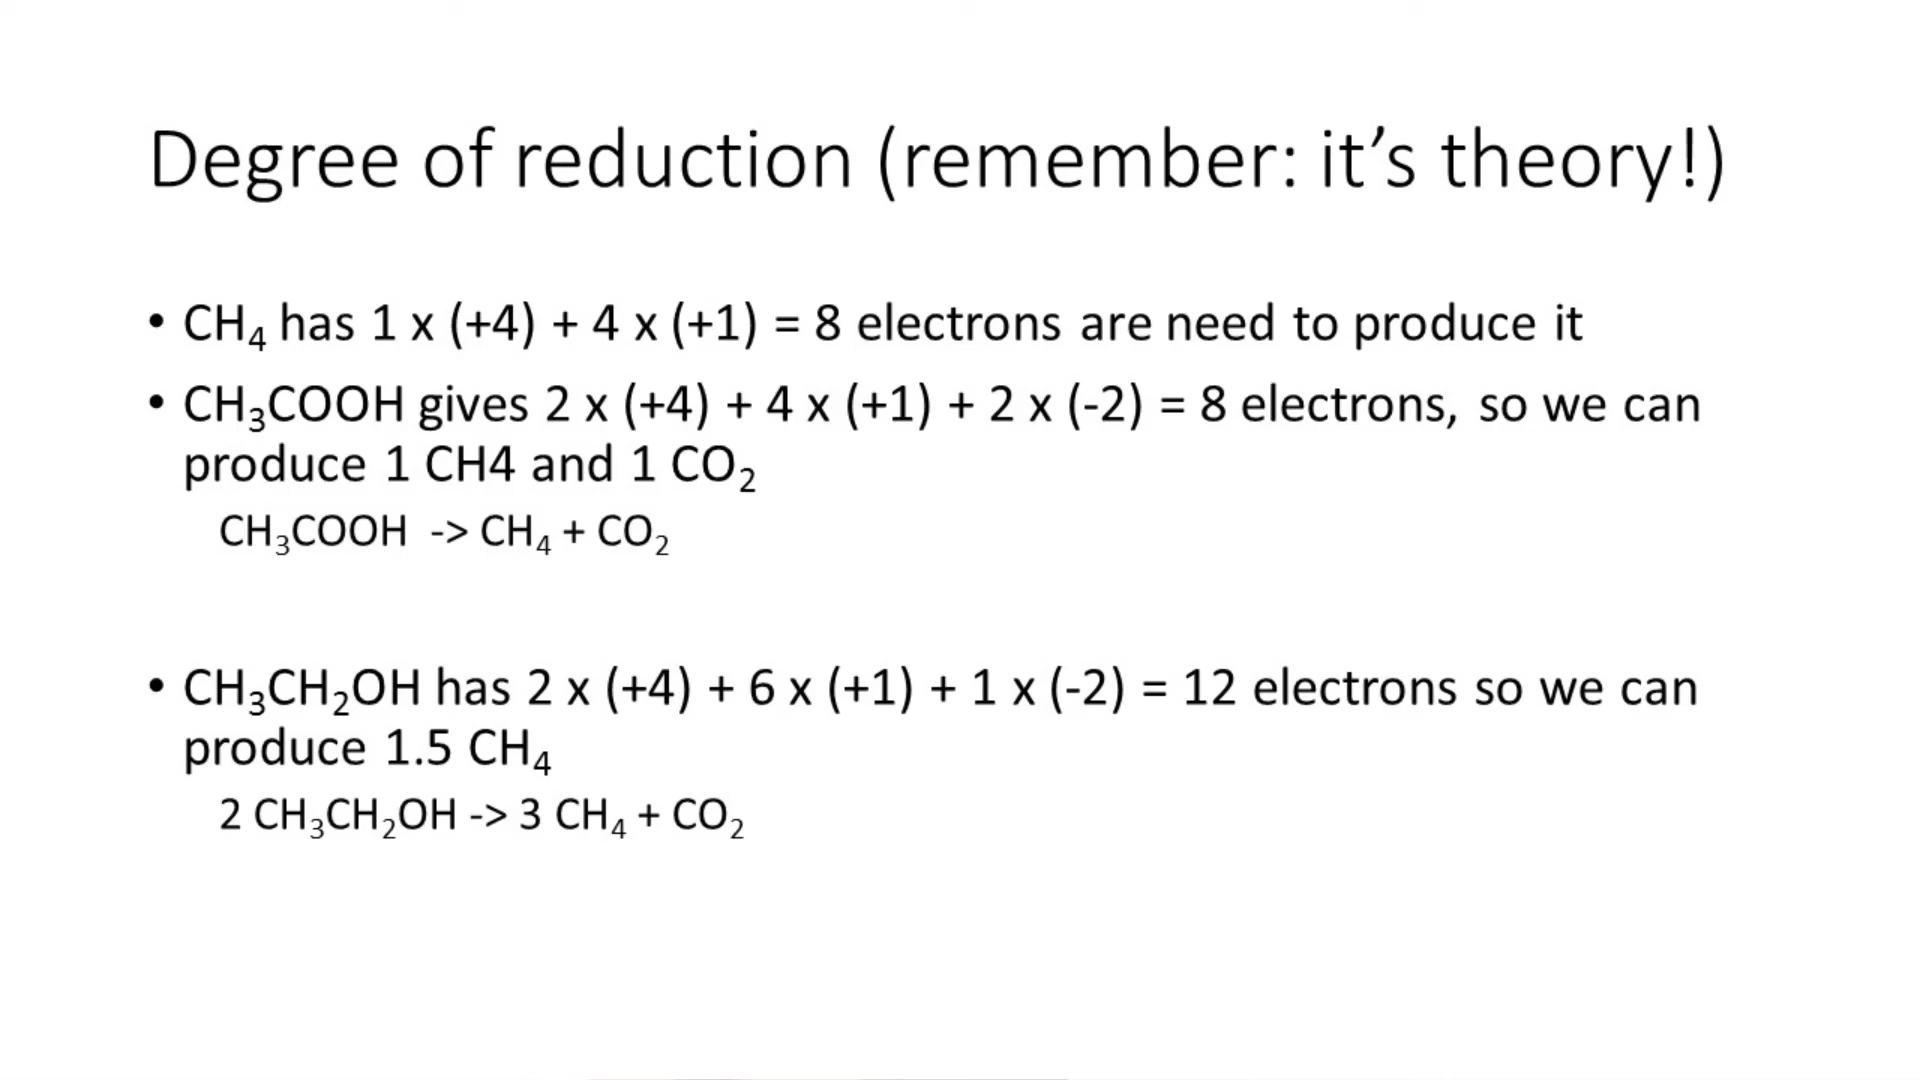 Degree of reduction (remember: it's theory!)
• CH₄ has 1 x (+4) + 4 x (+1) = 8 electrons are need to produce it
• CH₃COOH gives 2 x (+4) + 4 x (+1) + 2 x (-2) = 8 electrons, so we can
produce 1 CH4 and 1 CO₂
CH₃COOH -> CH₄ + CO₂
• CH₃CH₂OH has 2 x (+4) + 6 x (+1) + 1 x (-2) = 12 electrons so we can
produce 1.5 CH₄
2 CH₃CH₂OH -> 3 CH₄ + CO₂